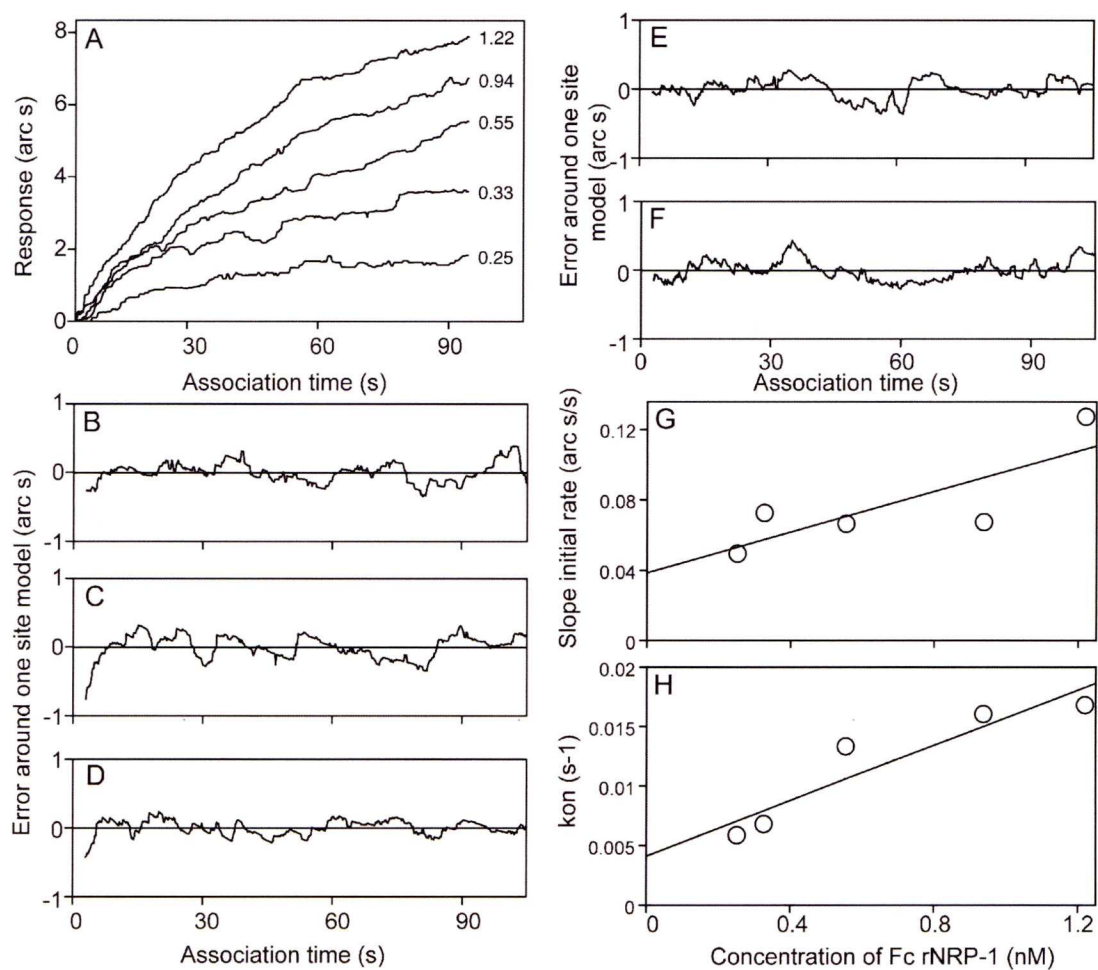 A
8
6
4
2
0
Response (arc s)
1.22
0.94
0.55
0.33
0.25
0
30
60
90
Association time (s)
B
1
0
-1
C
1
0
-1
D
1
0
-1
Error around one site model (arc s)
0
30
60
90
Association time (s)
E
1
0
-1
F
1
0
-1
Error around one site
model (arc s)
0
30
60
90
Association time (s)
G
0.12
0.08
0.04
0
Slope initial rate (arc s/s)
H
0.02
0.015
0.01
0.005
0
kon (s-1)
0
0.4
0.8
1.2
Concentration of Fc rNRP-1 (nM)